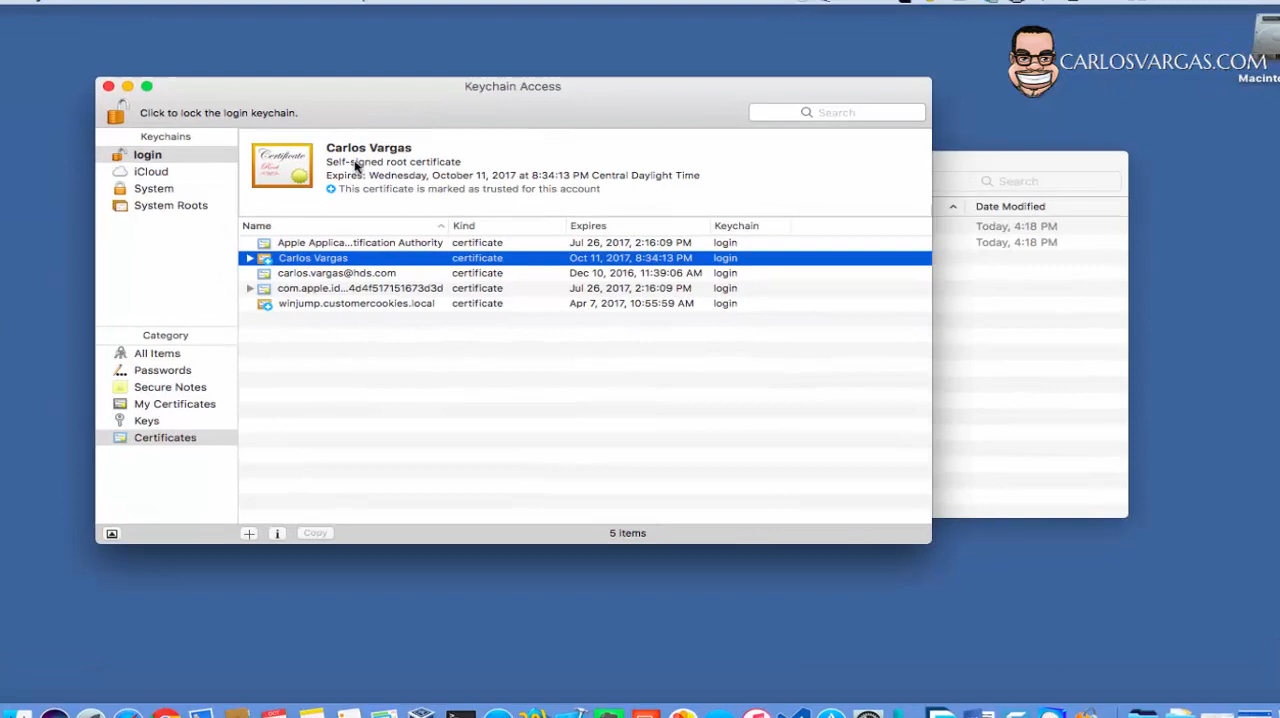 CARLOSVARGAS.COM
Keychain Access
Click to lock the login keychain.
Search
Keychains
login
iCloud
System
System Roots
Certificate
Root
Carlos Vargas
Self-signed root certificate
Expires: Wednesday, October 11, 2017 at 8:34:13 PM Central Daylight Time
This certificate is marked as trusted for this account
Name Kind Expires Keychain
Apple Applica...tification Authority certificate Jul 26, 2017, 2:16:09 PM login
Carlos Vargas certificate Oct 11, 2017, 8:34:13 PM login
carlos.vargas@hds.com certificate Dec 10, 2016, 11:39:06 AM login
com.apple.id...4d4f517151673d3d certificate Jul 26, 2017, 2:16:09 PM login
winjump.customercookies.local certificate Apr 7, 2017, 10:55:59 AM login
Category
All Items
Passwords
Secure Notes
My Certificates
Keys
Certificates
Copy
5 items
Search
Date Modified
Today, 4:18 PM
Today, 4:18 PM